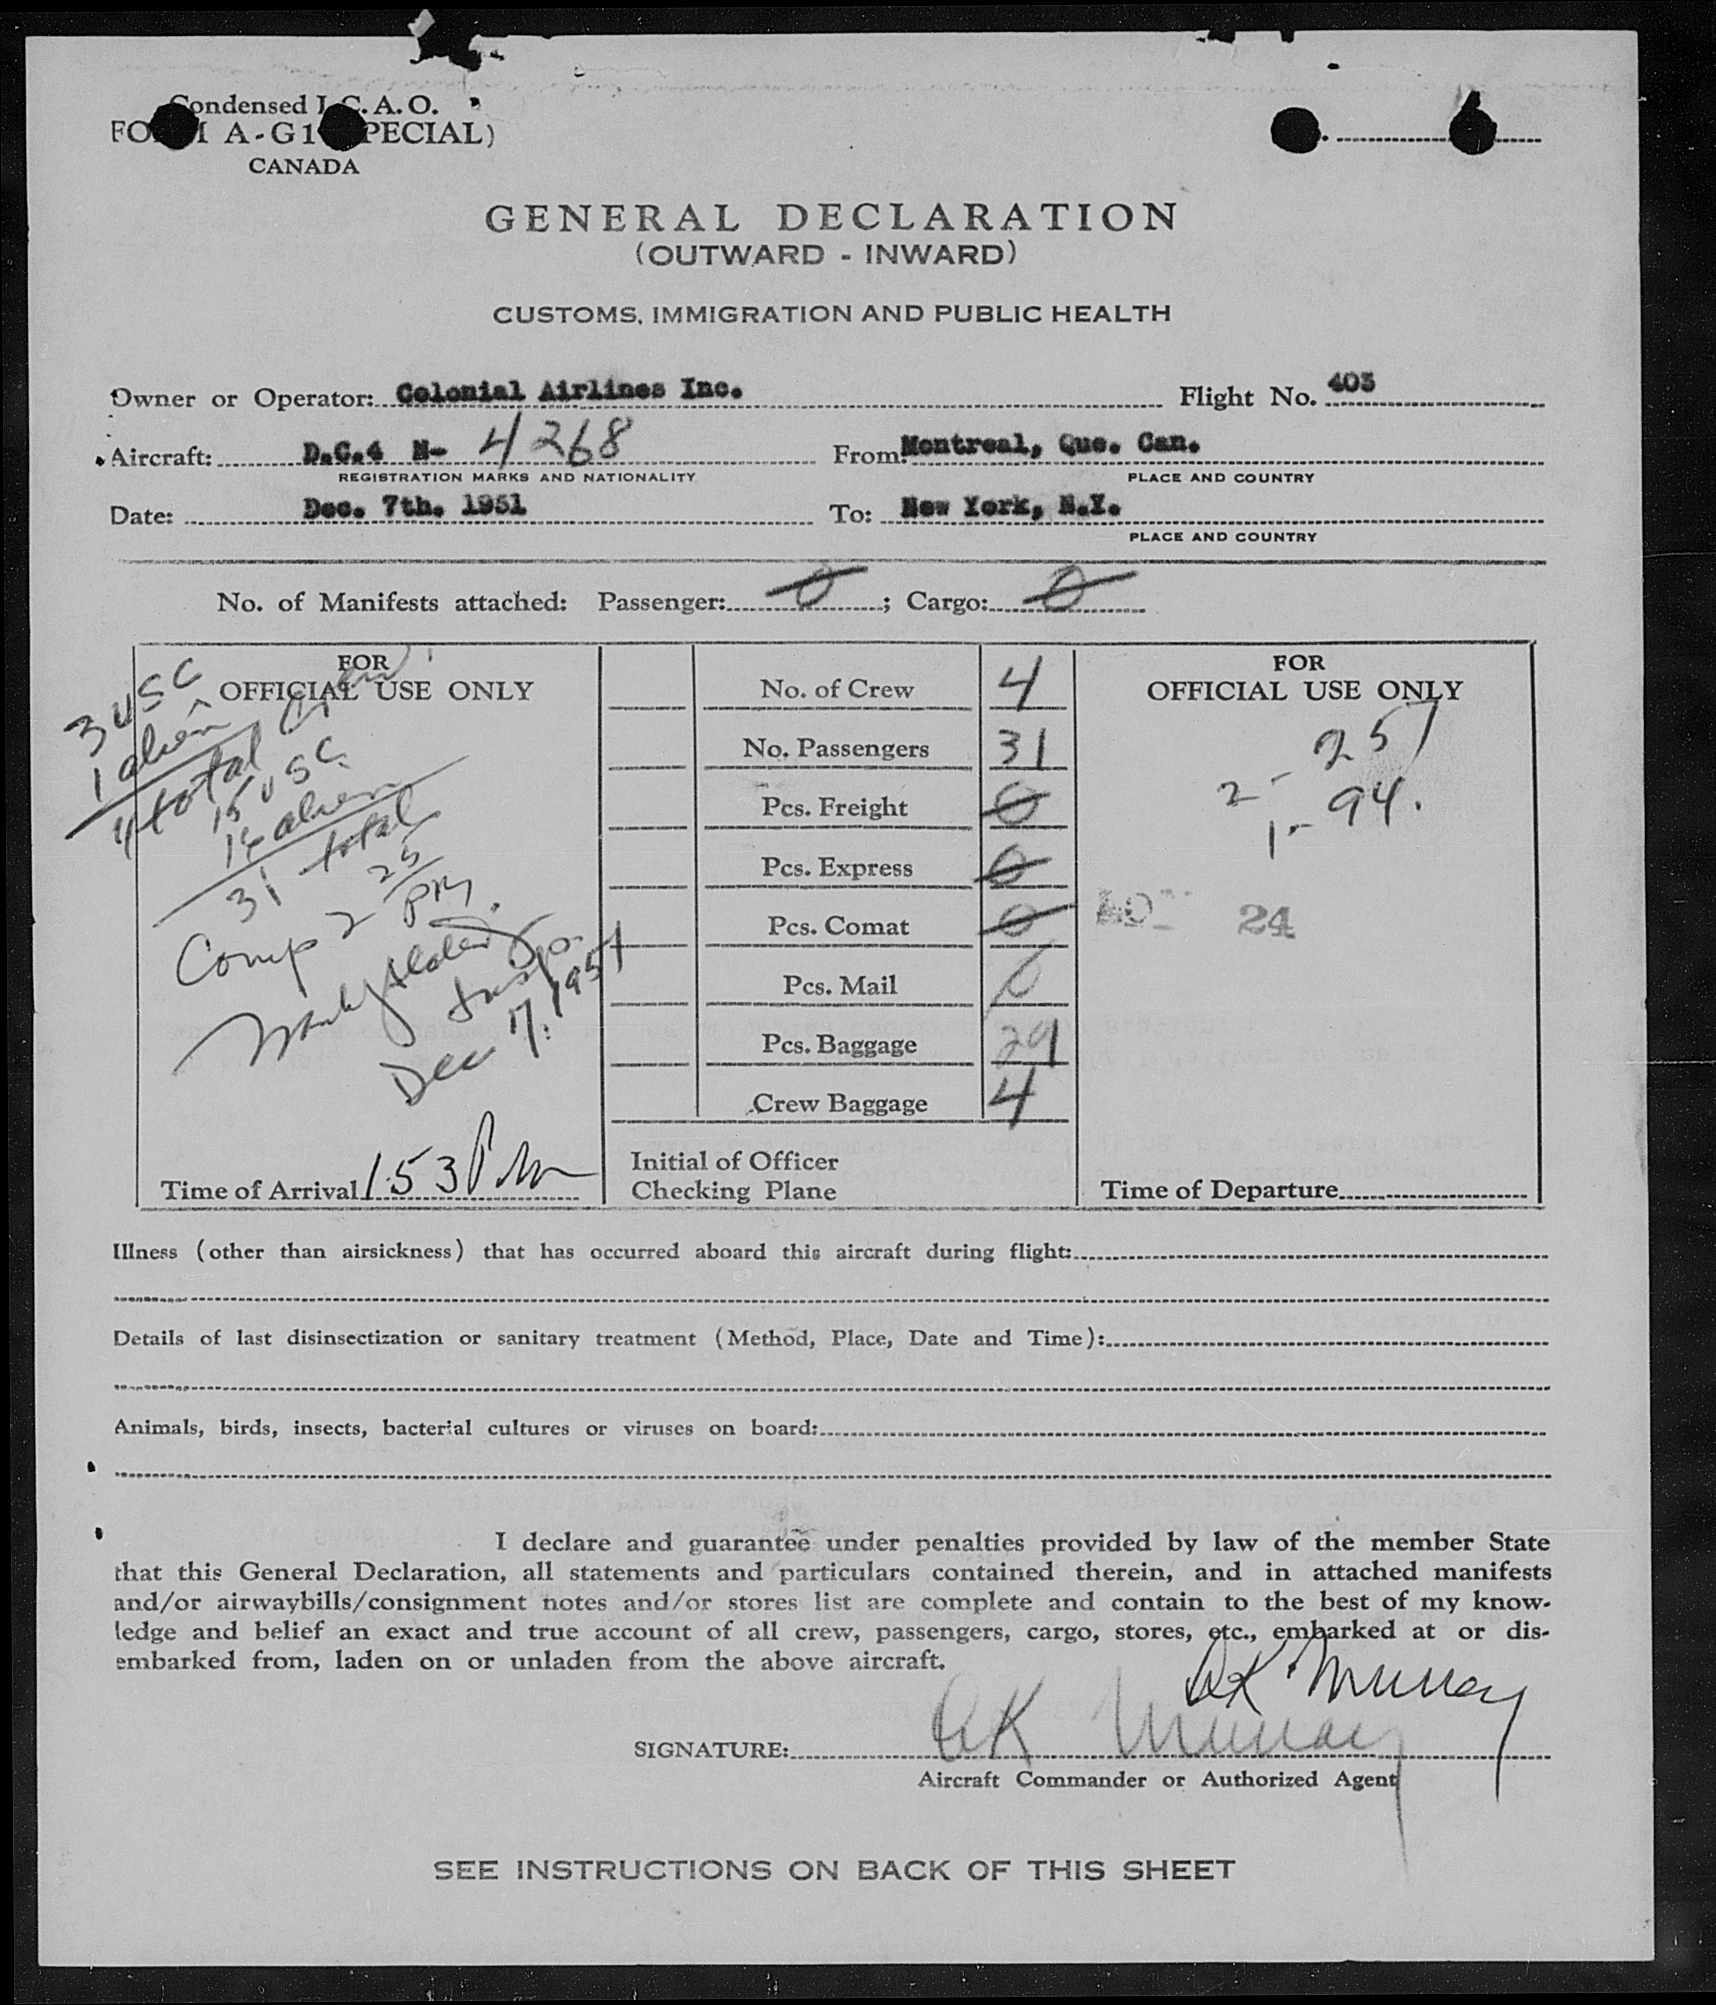 Condensed I.C.A.O.
FORM A-G1 (SPECIAL)
CANADA
GENERAL DECLARATION
(OUTWARD - INWARD)
CUSTOMS, IMMIGRATION AND PUBLIC HEALTH
Owner or Operator: Colonial Airlines Inc. Flight No. 403
Aircraft: D.C.4 N- 4268 From: Montreal, Que. Can.
REGISTRATION MARKS AND NATIONALITY PLACE AND COUNTRY
Date: Dec. 7th. 1951 To: New York, N.Y.
PLACE AND COUNTRY
No. of Manifests attached: Passenger: 0; Cargo: 0
FOR
OFFICIAL USE ONLY
3 USC
1 alien
4 total Crew
15 USC
16 alien
31 total
Comp 2 25 PM
Insp.
Dec 7, 1951
Time of Arrival 1:53 PM
No. of Crew 4
No. Passengers 31
Pcs. Freight 0
Pcs. Express 0
Pcs. Comat 0
Pcs. Mail 0
Pcs. Baggage 29
Crew Baggage 4
Initial of Officer
Checking Plane
FOR
OFFICIAL USE ONLY
2 - 251
1 - 94.
24
Time of Departure
Illness (other than airsickness) that has occurred aboard this aircraft during flight:
Details of last disinsectization or sanitary treatment (Method, Place, Date and Time):
Animals, birds, insects, bacterial cultures or viruses on board:
I declare and guarantee under penalties provided by law of the member State
that this General Declaration, all statements and particulars contained therein, and in attached manifests
and/or airwaybills/consignment notes and/or stores list are complete and contain to the best of my know-
ledge and belief an exact and true account of all crew, passengers, cargo, stores, etc., embarked at or dis-
embarked from, laden on or unladen from the above aircraft.
K Murray
SIGNATURE: K Murray
Aircraft Commander or Authorized Agent
SEE INSTRUCTIONS ON BACK OF THIS SHEET